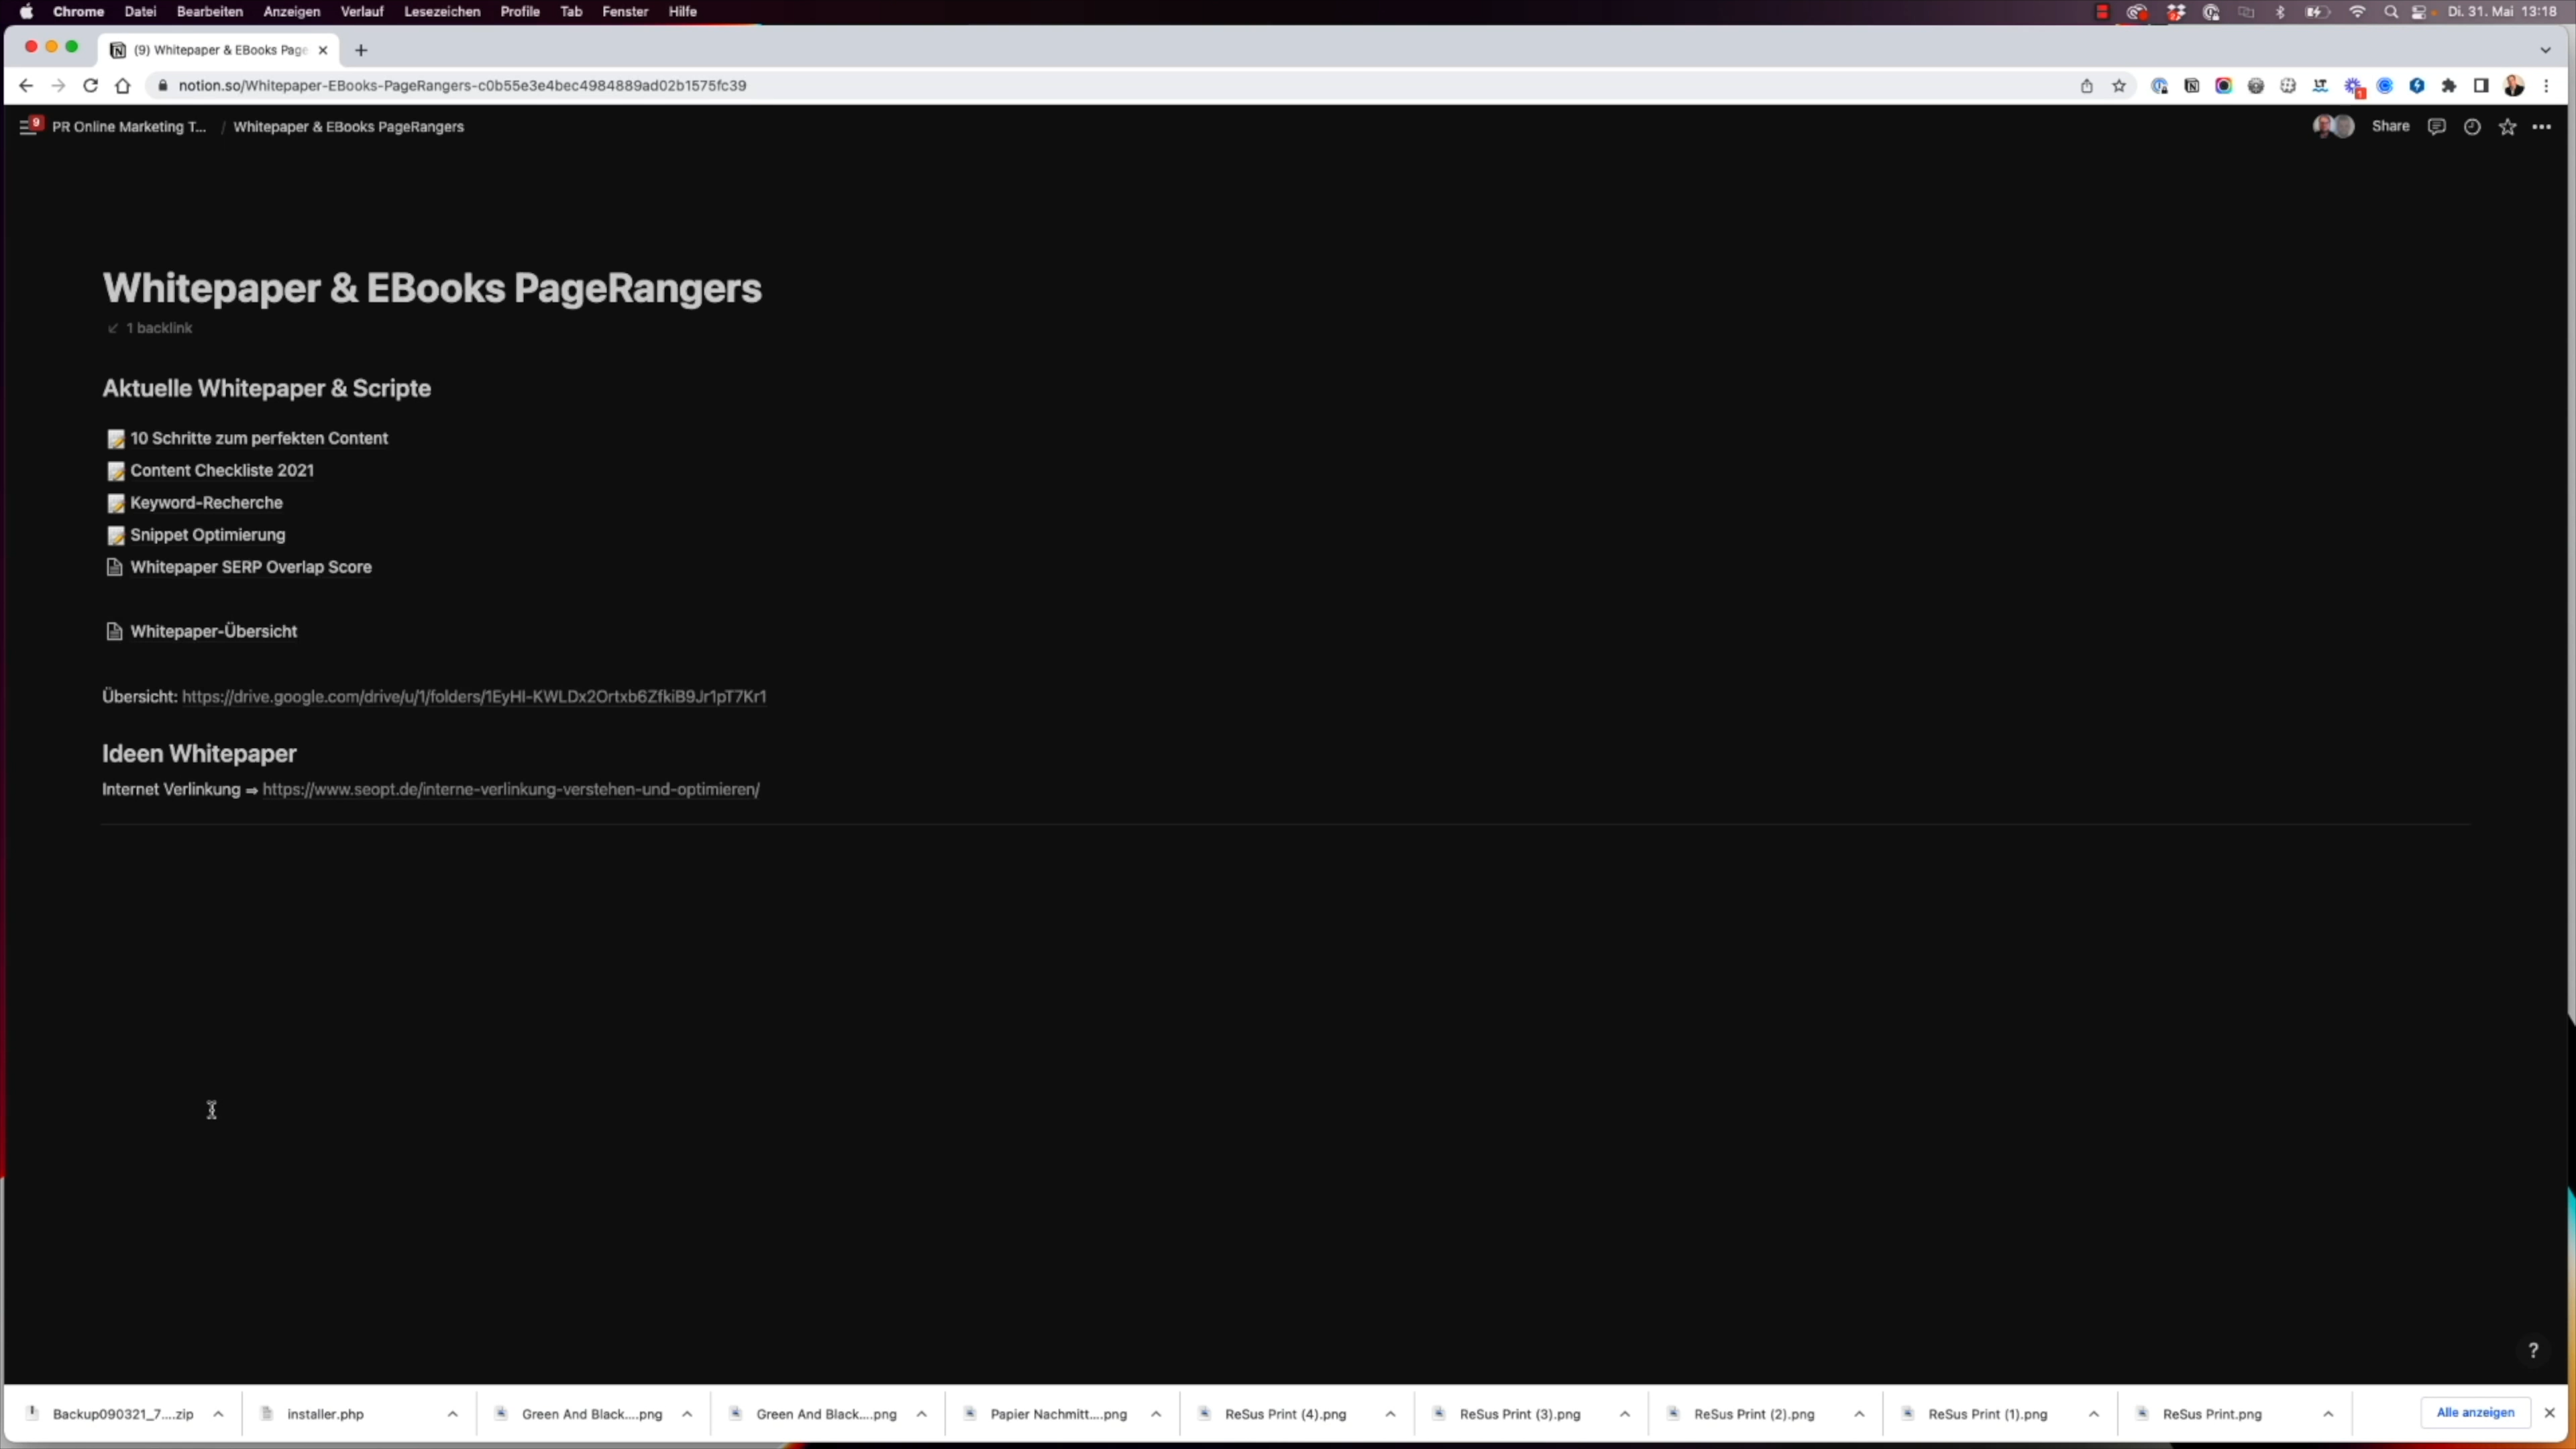 Chrome Datei Bearbeiten Anzeigen Verlauf Lesezeichen Profile Tab Fenster Hilfe Di. 31. Mai 13:18
(9) Whitepaper & EBooks Page
notion.so/Whitepaper-EBooks-PageRangers-c0b55e3e4bec4984889ad02b1575fc39
9 PR Online Marketing T... / Whitepaper & EBooks PageRangers Share
Whitepaper & EBooks PageRangers
1 backlink
Aktuelle Whitepaper & Scripte
10 Schritte zum perfekten Content
Content Checkliste 2021
Keyword-Recherche
Snippet Optimierung
Whitepaper SERP Overlap Score
Whitepaper-Übersicht
Übersicht: https://drive.google.com/drive/u/1/folders/1EyHI-KWLDx2Ortxb6ZfkiB9Jr1pT7Kr1
Ideen Whitepaper
Internet Verlinkung ⇒ https://www.seopt.de/interne-verlinkung-verstehen-und-optimieren/
?
Backup090321_7....zip installer.php Green And Black....png Green And Black....png Papier Nachmitt....png ReSus Print (4).png ReSus Print (3).png ReSus Print (2).png ReSus Print (1).png ReSus Print.png Alle anzeigen